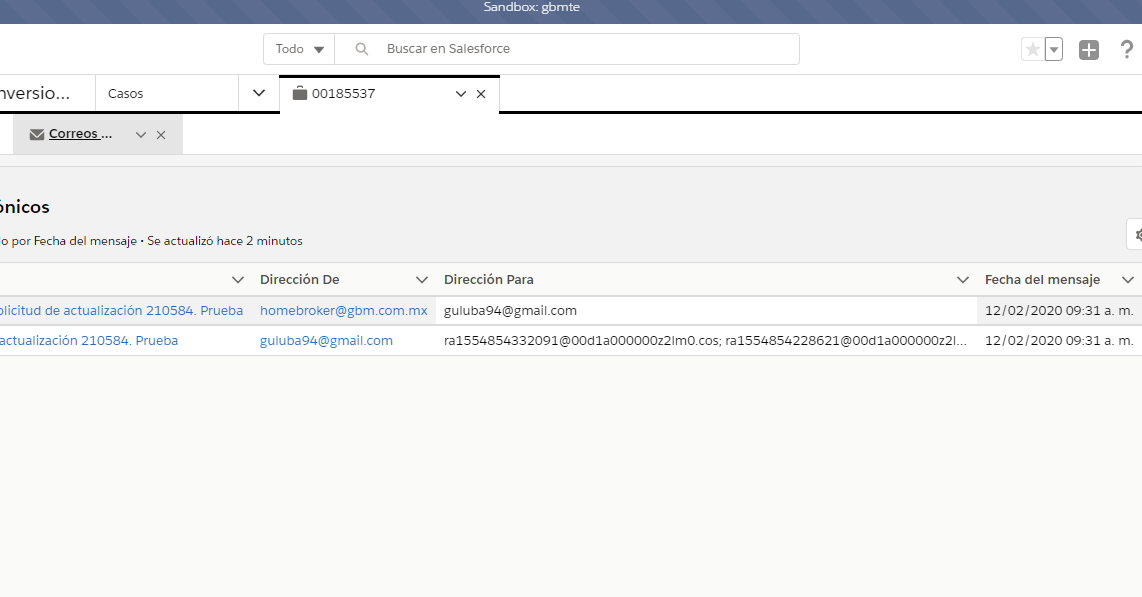 Sandbox: gbmte
Todo Buscar en Salesforce
nversio... Casos 00185537
Correos ...
ónicos
o por Fecha del mensaje • Se actualizó hace 2 minutos
Dirección De Dirección Para Fecha del mensaje
olicitud de actualización 210584. Prueba homebroker@gbm.com.mx guluba94@gmail.com 12/02/2020 09:31 a. m.
actualización 210584. Prueba guluba94@gmail.com ra1554854332091@00d1a000000z2lm0.cos; ra1554854228621@00d1a000000z2l... 12/02/2020 09:31 a. m.